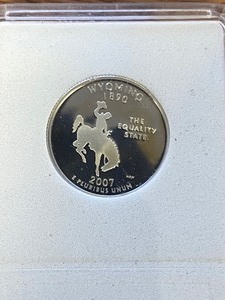 WYOMING
1890
THE
EQUALITY
STATE
2007
E PLURIBUS UNUM